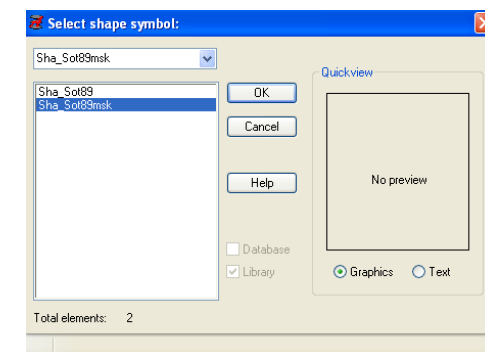 Select shape symbol:
Sha_Sot89msk
Sha_Sot89
Sha_Sot89msk
OK
Cancel
Help
Database
Library
Quickview
No preview
Graphics Text
Total elements: 2